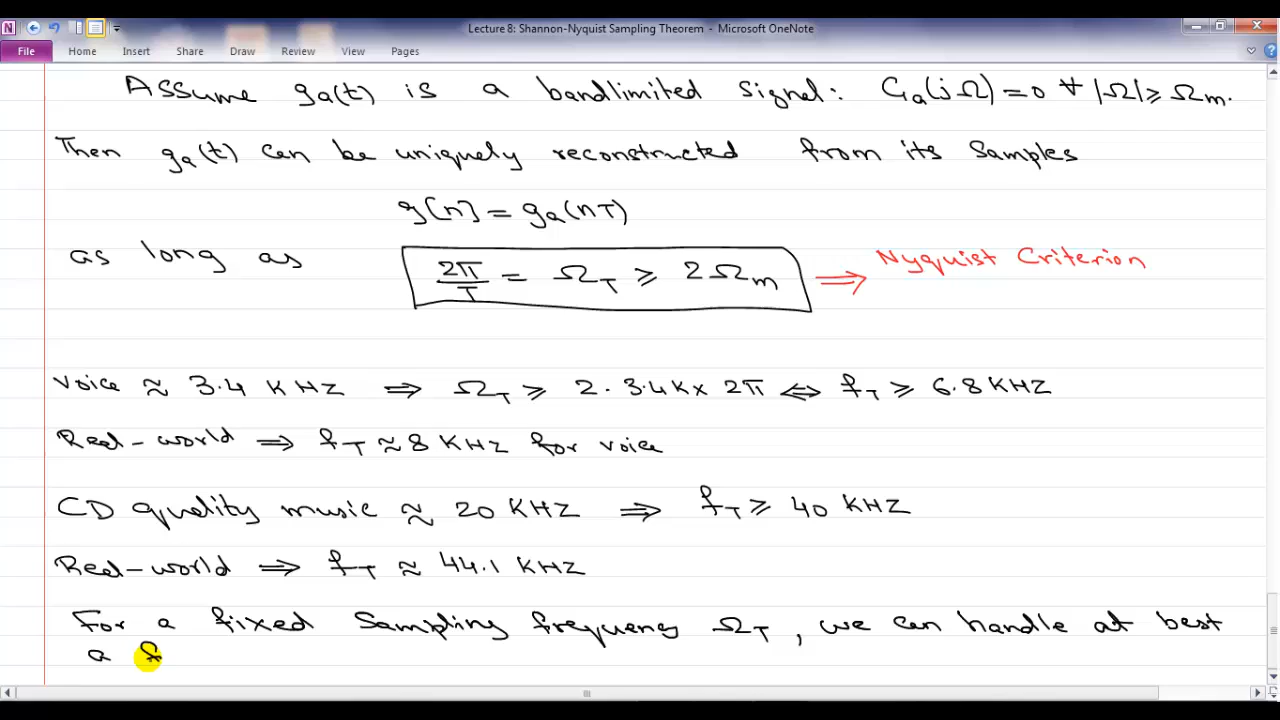 Lecture 8: Shannon-Nyquist Sampling Theorem - Microsoft OneNote
File Home Insert Share Draw Review View Pages
Assume ga(t) is a bandlimited signal: Ga(jΩ)=0 ∀ |Ω|≥ Ωm.
Then ga(t) can be uniquely reconstructed from its samples
g[n] = ga(nT)
as long as 2π/T = ΩT ≥ 2Ωm ⇒ Nyquist Criterion
Voice ≈ 3.4 KHZ ⇒ ΩT ≥ 2·3.4K×2π ⇔ fT ≥ 6.8KHZ
Real-world ⇒ fT ≈ 8 KHZ for voice
CD quality music ≈ 20 KHZ ⇒ fT ≥ 40 KHZ
Real-world ⇒ fT ≈ 44.1 KHZ
For a fixed Sampling frequency ΩT, we can handle at best
a f